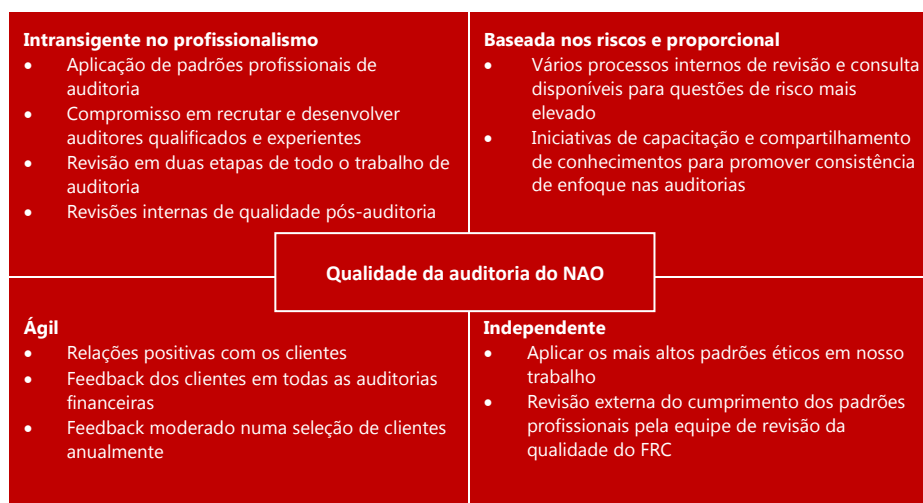 Intransigente no profissionalismo
• Aplicação de padrões profissionais de
auditoria
• Compromisso em recrutar e desenvolver
auditores qualificados e experientes
• Revisão em duas etapas de todo o trabalho de
auditoria
• Revisões internas de qualidade pós-auditoria
Baseada nos riscos e proporcional
• Vários processos internos de revisão e consulta
disponíveis para questões de risco mais
elevado
• Iniciativas de capacitação e compartilhamento
de conhecimentos para promover consistência
de enfoque nas auditorias
Qualidade da auditoria do NAO
Ágil
• Relações positivas com os clientes
• Feedback dos clientes em todas as auditorias
financeiras
• Feedback moderado numa seleção de clientes
anualmente
Independente
• Aplicar os mais altos padrões éticos em nosso
trabalho
• Revisão externa do cumprimento dos padrões
profissionais pela equipe de revisão da
qualidade do FRC